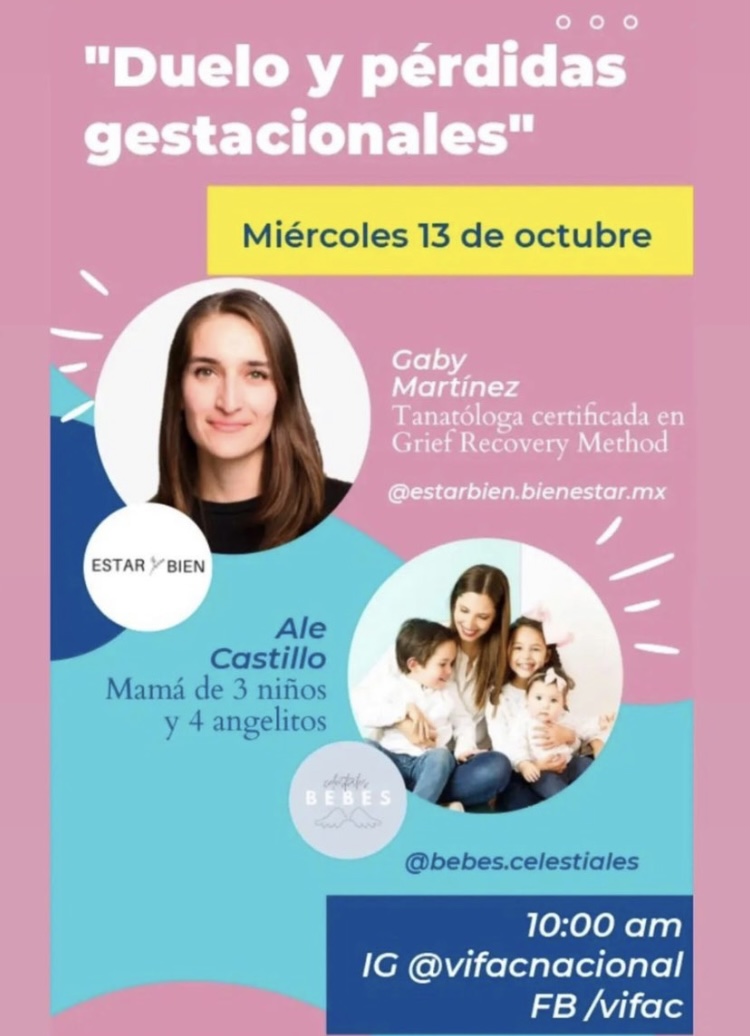 "Duelo y pérdidas
gestacionales"
Miércoles 13 de octubre
Gaby
Martínez
Tanatóloga certificada en
Grief Recovery Method
@estarbien.bienestar.mx
ESTAR BIEN
Ale
Castillo
Mamá de 3 niños
y 4 angelitos
BEBES
@bebes.celestiales
10:00 am
IG @vifacnacional
FB /vifac